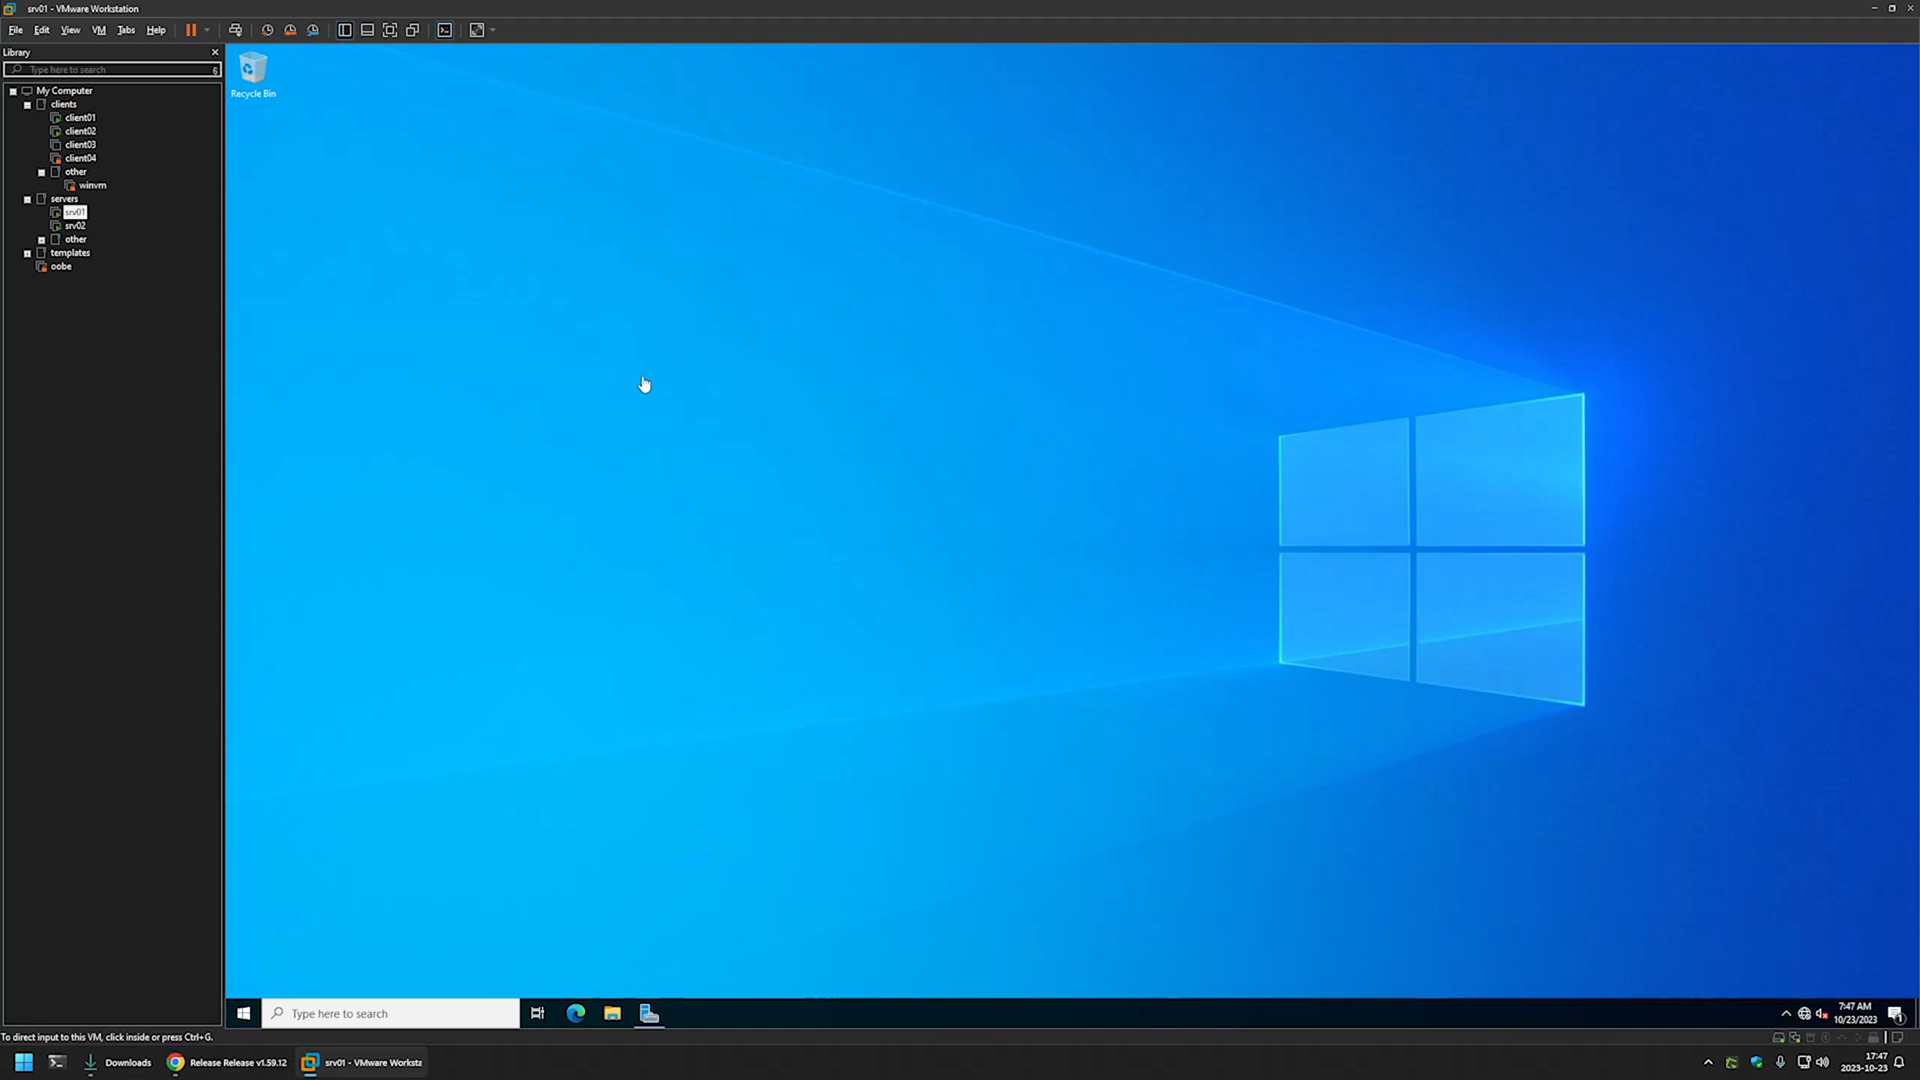 srv01 - VMware Workstation
File Edit View VM Tabs Help
Library
Type here to search
6
My Computer
clients
client01
client02
client03
client04
other
winvm
servers
srv01
srv02
other
templates
oobe
Recycle Bin
Type here to search
7:47 AM
10/23/2023
1
To direct input to this VM, click inside or press Ctrl+G.
Downloads
Release Release v1.59.12
srv01 - VMware Worksta
17:47
2023-10-23